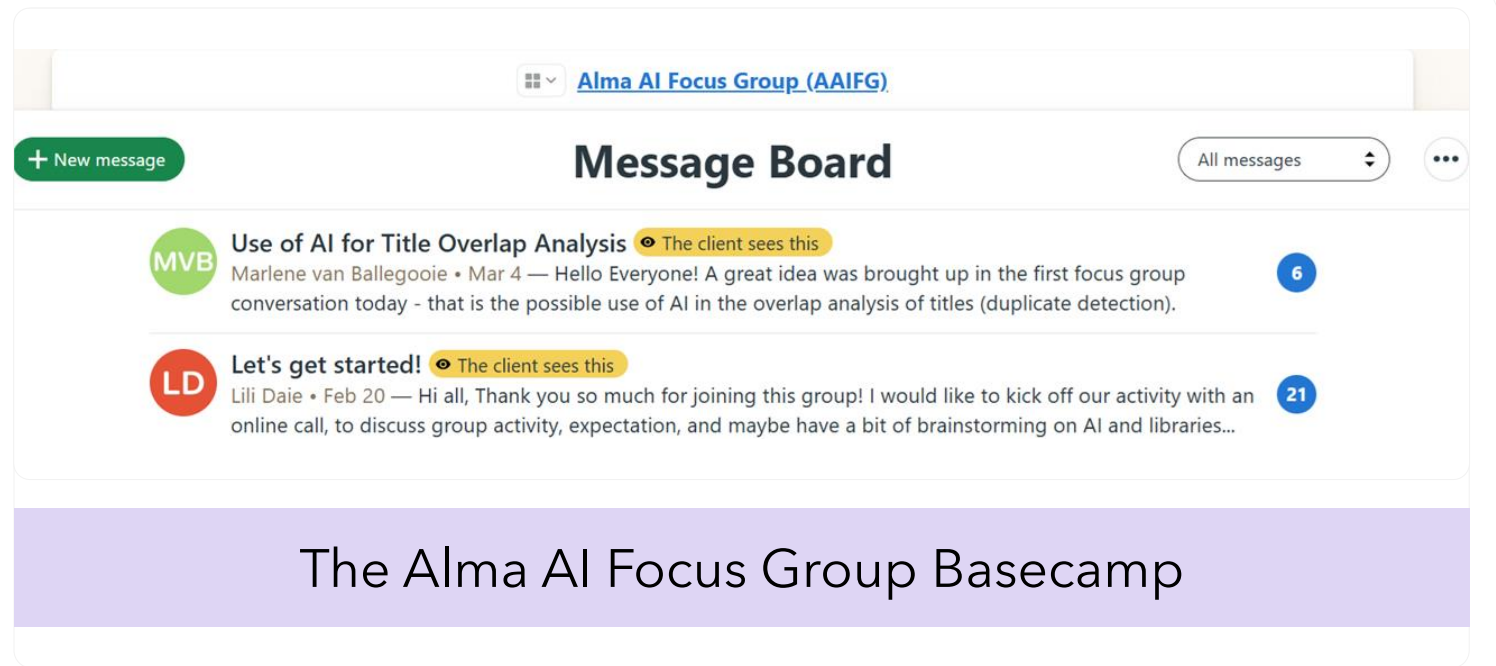 Alma AI Focus Group (AAIFG)
+ New message
Message Board
All messages
MVB
Use of AI for Title Overlap Analysis The client sees this
Marlene van Ballegooie • Mar 4 — Hello Everyone! A great idea was brought up in the first focus group
conversation today - that is the possible use of AI in the overlap analysis of titles (duplicate detection).
6
LD
Let's get started! The client sees this
Lili Daie • Feb 20 — Hi all, Thank you so much for joining this group! I would like to kick off our activity with an
online call, to discuss group activity, expectation, and maybe have a bit of brainstorming on AI and libraries...
21
The Alma AI Focus Group Basecamp